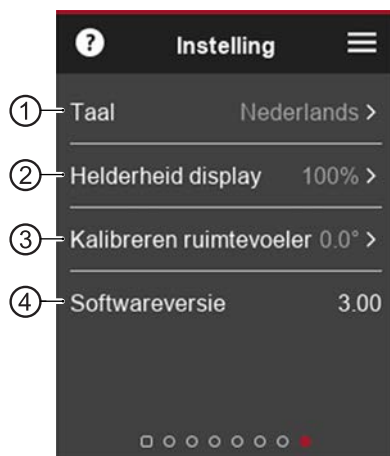 ? Instelling
1 Taal Nederlands >
2 Helderheid display 100% >
3 Kalibreren ruimtevoeler 0.0° >
4 Softwareversie 3.00